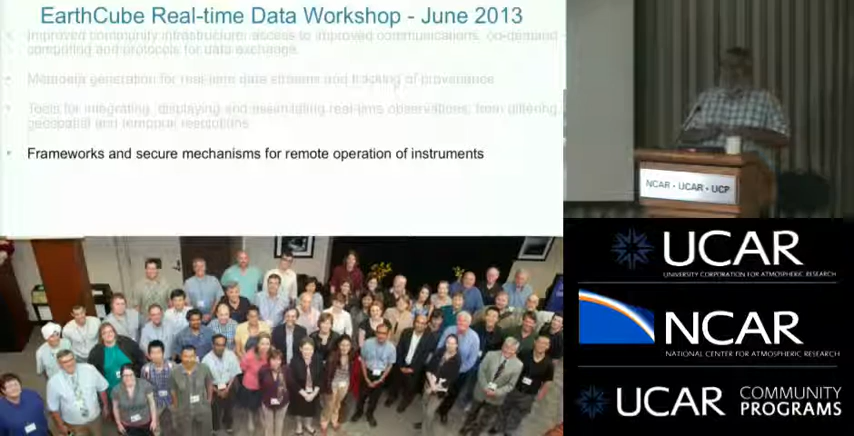 EarthCube Real-time Data Workshop - June 2013
Improved community infrastructure: access to improved communications, on-demand
computing and protocols for data exchange.
Metadata generation for real-time data streams and tracking of provenance
Tools for integrating, displaying and assimilating real-time observations, from differing
geospatial and temporal resolutions
Frameworks and secure mechanisms for remote operation of instruments
NCAR - UCAR - UCP
UCAR
UNIVERSITY CORPORATION FOR ATMOSPHERIC RESEARCH
NCAR
NATIONAL CENTER FOR ATMOSPHERIC RESEARCH
UCAR COMMUNITY
PROGRAMS